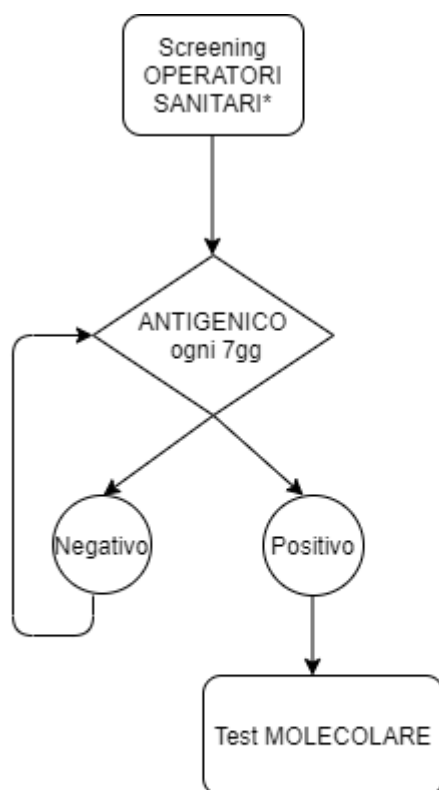 Screening
OPERATORI
SANITARI*
ANTIGENICO
ogni 7gg
Negativo
Positivo
Test MOLECOLARE